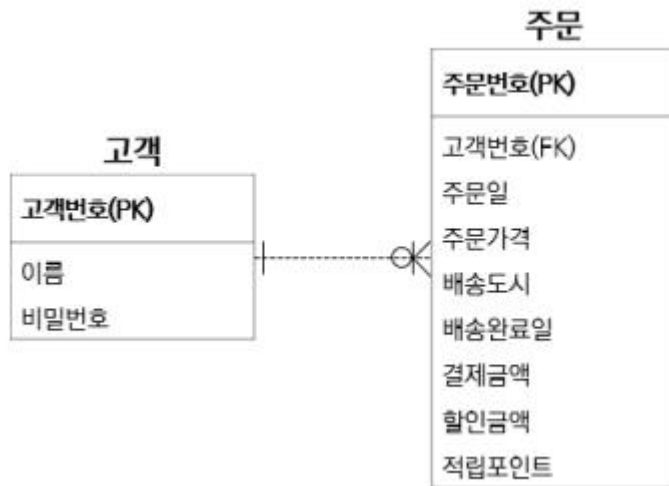 고객
고객번호(PK)
이름
비밀번호
주문
주문번호(PK)
고객번호(FK)
주문일
주문가격
배송도시
배송완료일
결제금액
할인금액
적립포인트